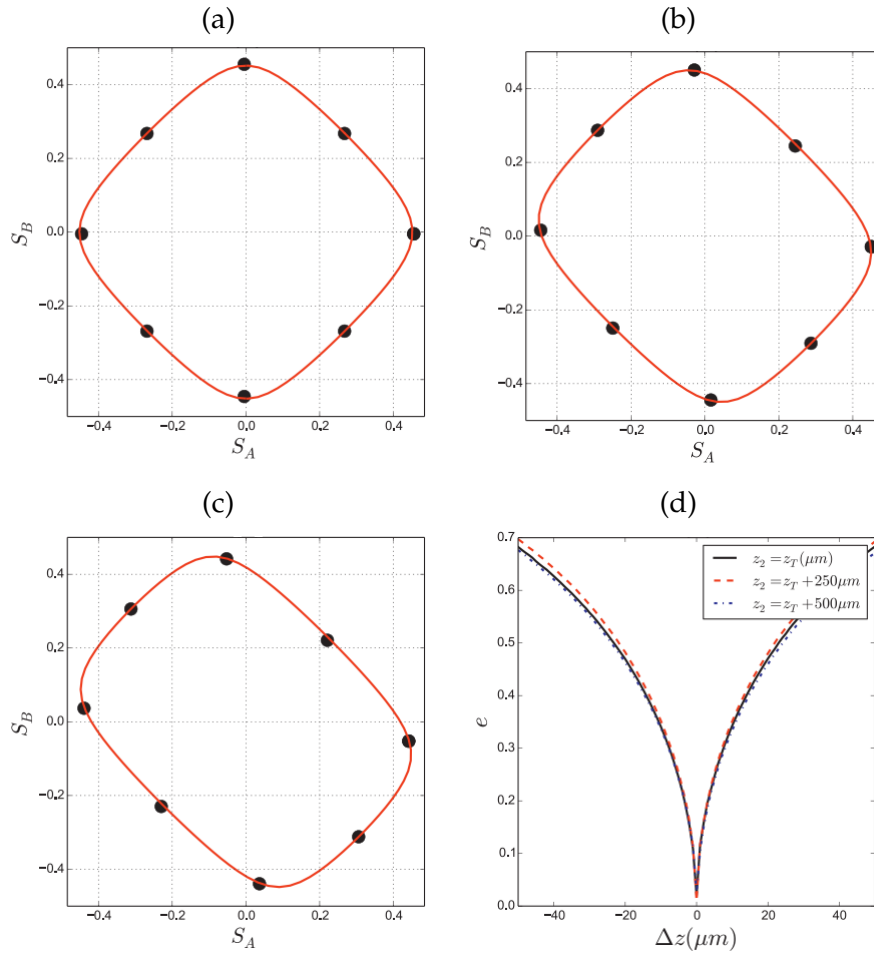 (a)
0.4
0.2
0.0
−0.2
−0.4
S_B
−0.4 −0.2 0.0 0.2 0.4
S_A
(b)
0.4
0.2
0.0
−0.2
−0.4
S_B
−0.4 −0.2 0.0 0.2 0.4
S_A
(c)
0.4
0.2
0.0
−0.2
−0.4
S_B
−0.4 −0.2 0.0 0.2 0.4
S_A
(d)
0.7
0.6
0.5
0.4
0.3
0.2
0.1
0.0
e
z_2 = z_T(μm)
z_2 = z_T + 250μm
z_2 = z_T + 500μm
−40 −20 0 20 40
Δz(μm)